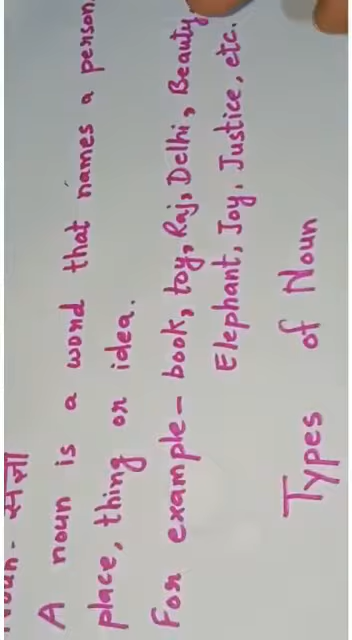 Noun - संज्ञा
A noun is a word that names a person,
place, thing or idea.
For example - book, toy, Raj, Delhi, Beauty
Elephant, Joy, Justice, etc.
Types of Noun